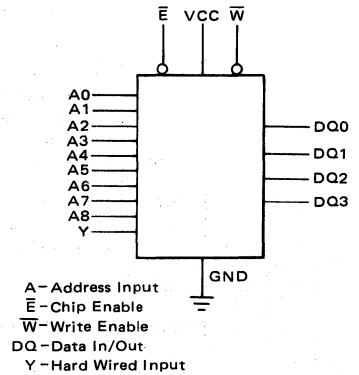 E̅ VCC W̅
A0
A1
A2
A3
A4
A5
A6
A7
A8
Y
DQ0
DQ1
DQ2
DQ3
GND
A-Address Input
E̅-Chip Enable
W̅-Write Enable
DQ-Data In/Out
Y-Hard Wired Input